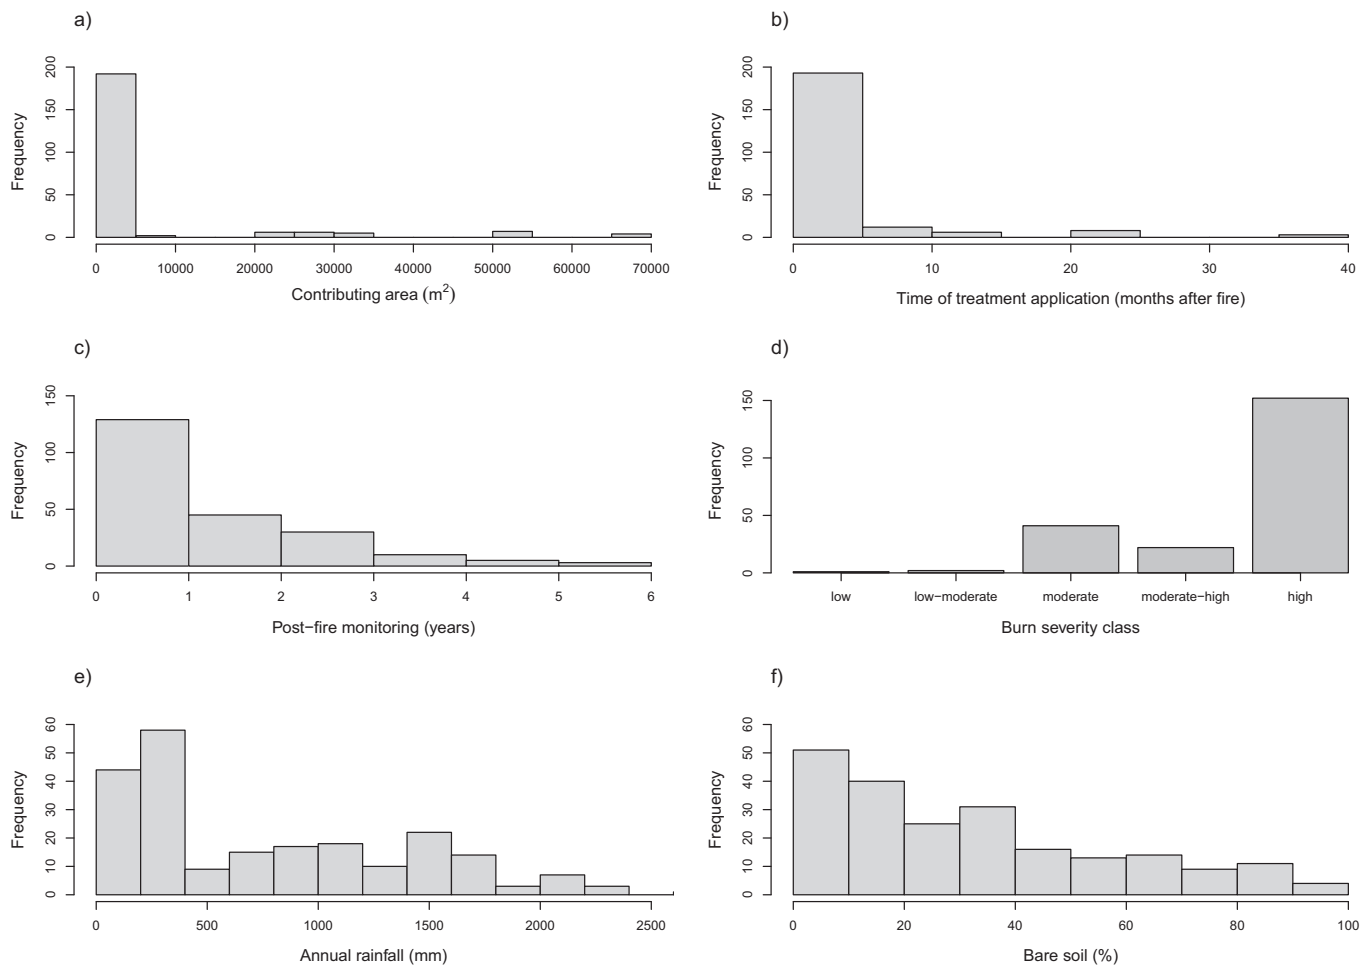 a)
Frequency
0 50 100 150 200
0 10000 20000 30000 40000 50000 60000 70000
Contributing area (m²)
b)
Frequency
0 50 100 150 200
0 10 20 30 40
Time of treatment application (months after fire)
c)
Frequency
0 50 100 150
0 1 2 3 4 5 6
Post−fire monitoring (years)
d)
Frequency
0 50 100 150
low low−moderate moderate moderate−high high
Burn severity class
e)
Frequency
0 10 20 30 40 50 60
0 500 1000 1500 2000 2500
Annual rainfall (mm)
f)
Frequency
0 10 20 30 40 50 60
0 20 40 60 80 100
Bare soil (%)